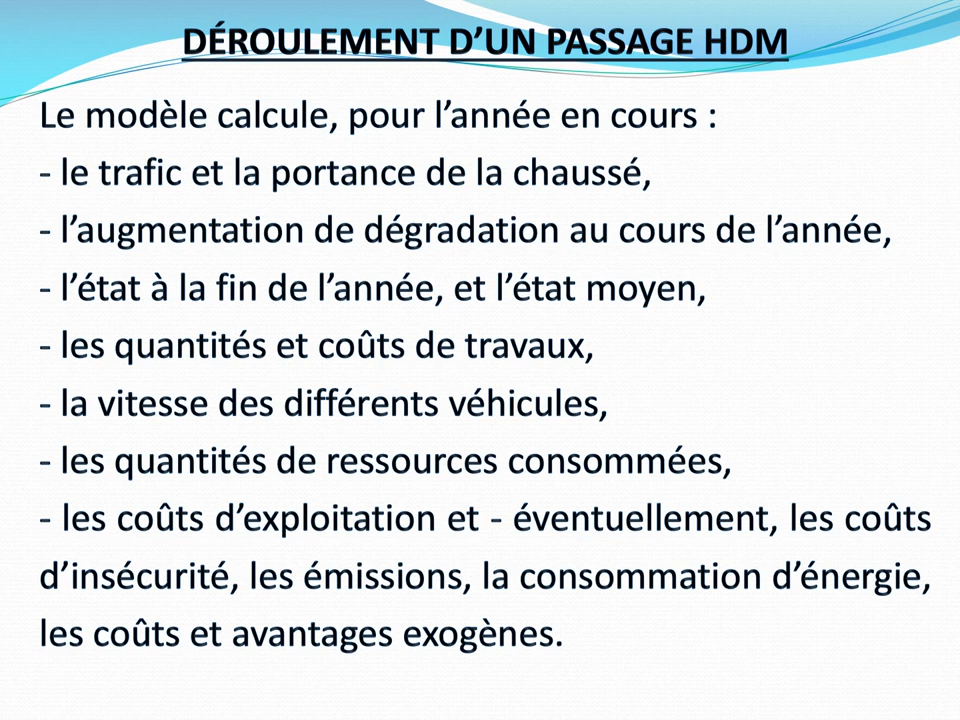 DÉROULEMENT D’UN PASSAGE HDM
Le modèle calcule, pour l’année en cours :
- le trafic et la portance de la chaussé,
- l’augmentation de dégradation au cours de l’année,
- l’état à la fin de l’année, et l’état moyen,
- les quantités et coûts de travaux,
- la vitesse des différents véhicules,
- les quantités de ressources consommées,
- les coûts d’exploitation et - éventuellement, les coûts
d’insécurité, les émissions, la consommation d’énergie,
les coûts et avantages exogènes.